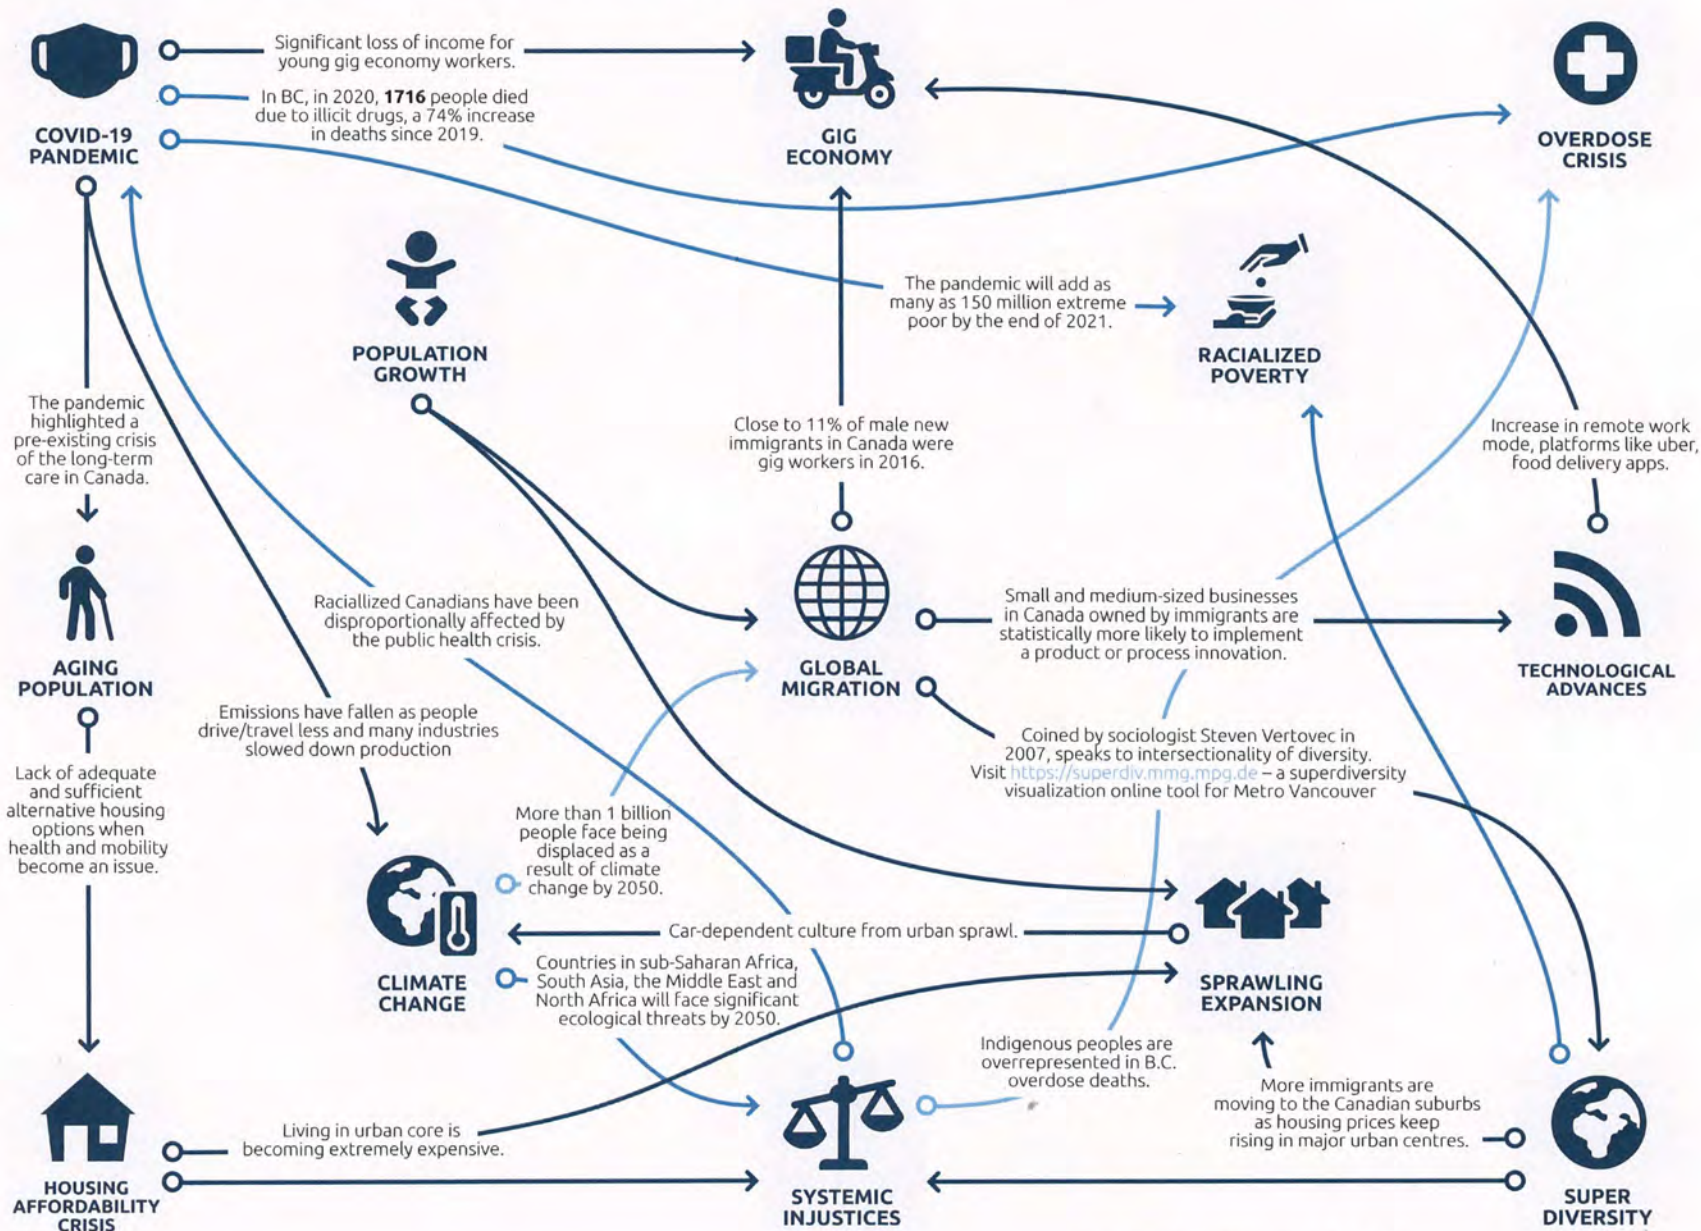 Significant loss of income for
young gig economy workers.
In BC, in 2020, 1716 people died
due to illicit drugs, a 74% increase
in deaths since 2019.
COVID-19
PANDEMIC
GIG
ECONOMY
OVERDOSE
CRISIS
POPULATION
GROWTH
The pandemic will add as
many as 150 million extreme
poor by the end of 2021.
RACIALIZED
POVERTY
The pandemic
highlighted a
pre-existing crisis
of the long-term
care in Canada.
Close to 11% of male new
immigrants in Canada were
gig workers in 2016.
Increase in remote work
mode, platforms like uber,
food delivery apps.
AGING
POPULATION
Raciallized Canadians have been
disproportionally affected by
the public health crisis.
GLOBAL
MIGRATION
Small and medium-sized businesses
in Canada owned by immigrants are
statistically more likely to implement
a product or process innovation.
TECHNOLOGICAL
ADVANCES
Emissions have fallen as people
drive/travel less and many industries
slowed down production
Coined by sociologist Steven Vertovec in
2007, speaks to intersectionality of diversity.
Visit https://superdiv.mmg.mpg.de – a superdiversity
visualization online tool for Metro Vancouver
Lack of adequate
and sufficient
alternative housing
options when
health and mobility
become an issue.
More than 1 billion
people face being
displaced as a
result of climate
change by 2050.
CLIMATE
CHANGE
Car-dependent culture from urban sprawl.
Countries in sub-Saharan Africa,
South Asia, the Middle East and
North Africa will face significant
ecological threats by 2050.
SPRAWLING
EXPANSION
Indigenous peoples are
overrepresented in B.C.
overdose deaths.
More immigrants are
moving to the Canadian suburbs
as housing prices keep
rising in major urban centres.
Living in urban core is
becoming extremely expensive.
HOUSING
AFFORDABILITY
CRISIS
SYSTEMIC
INJUSTICES
SUPER
DIVERSITY